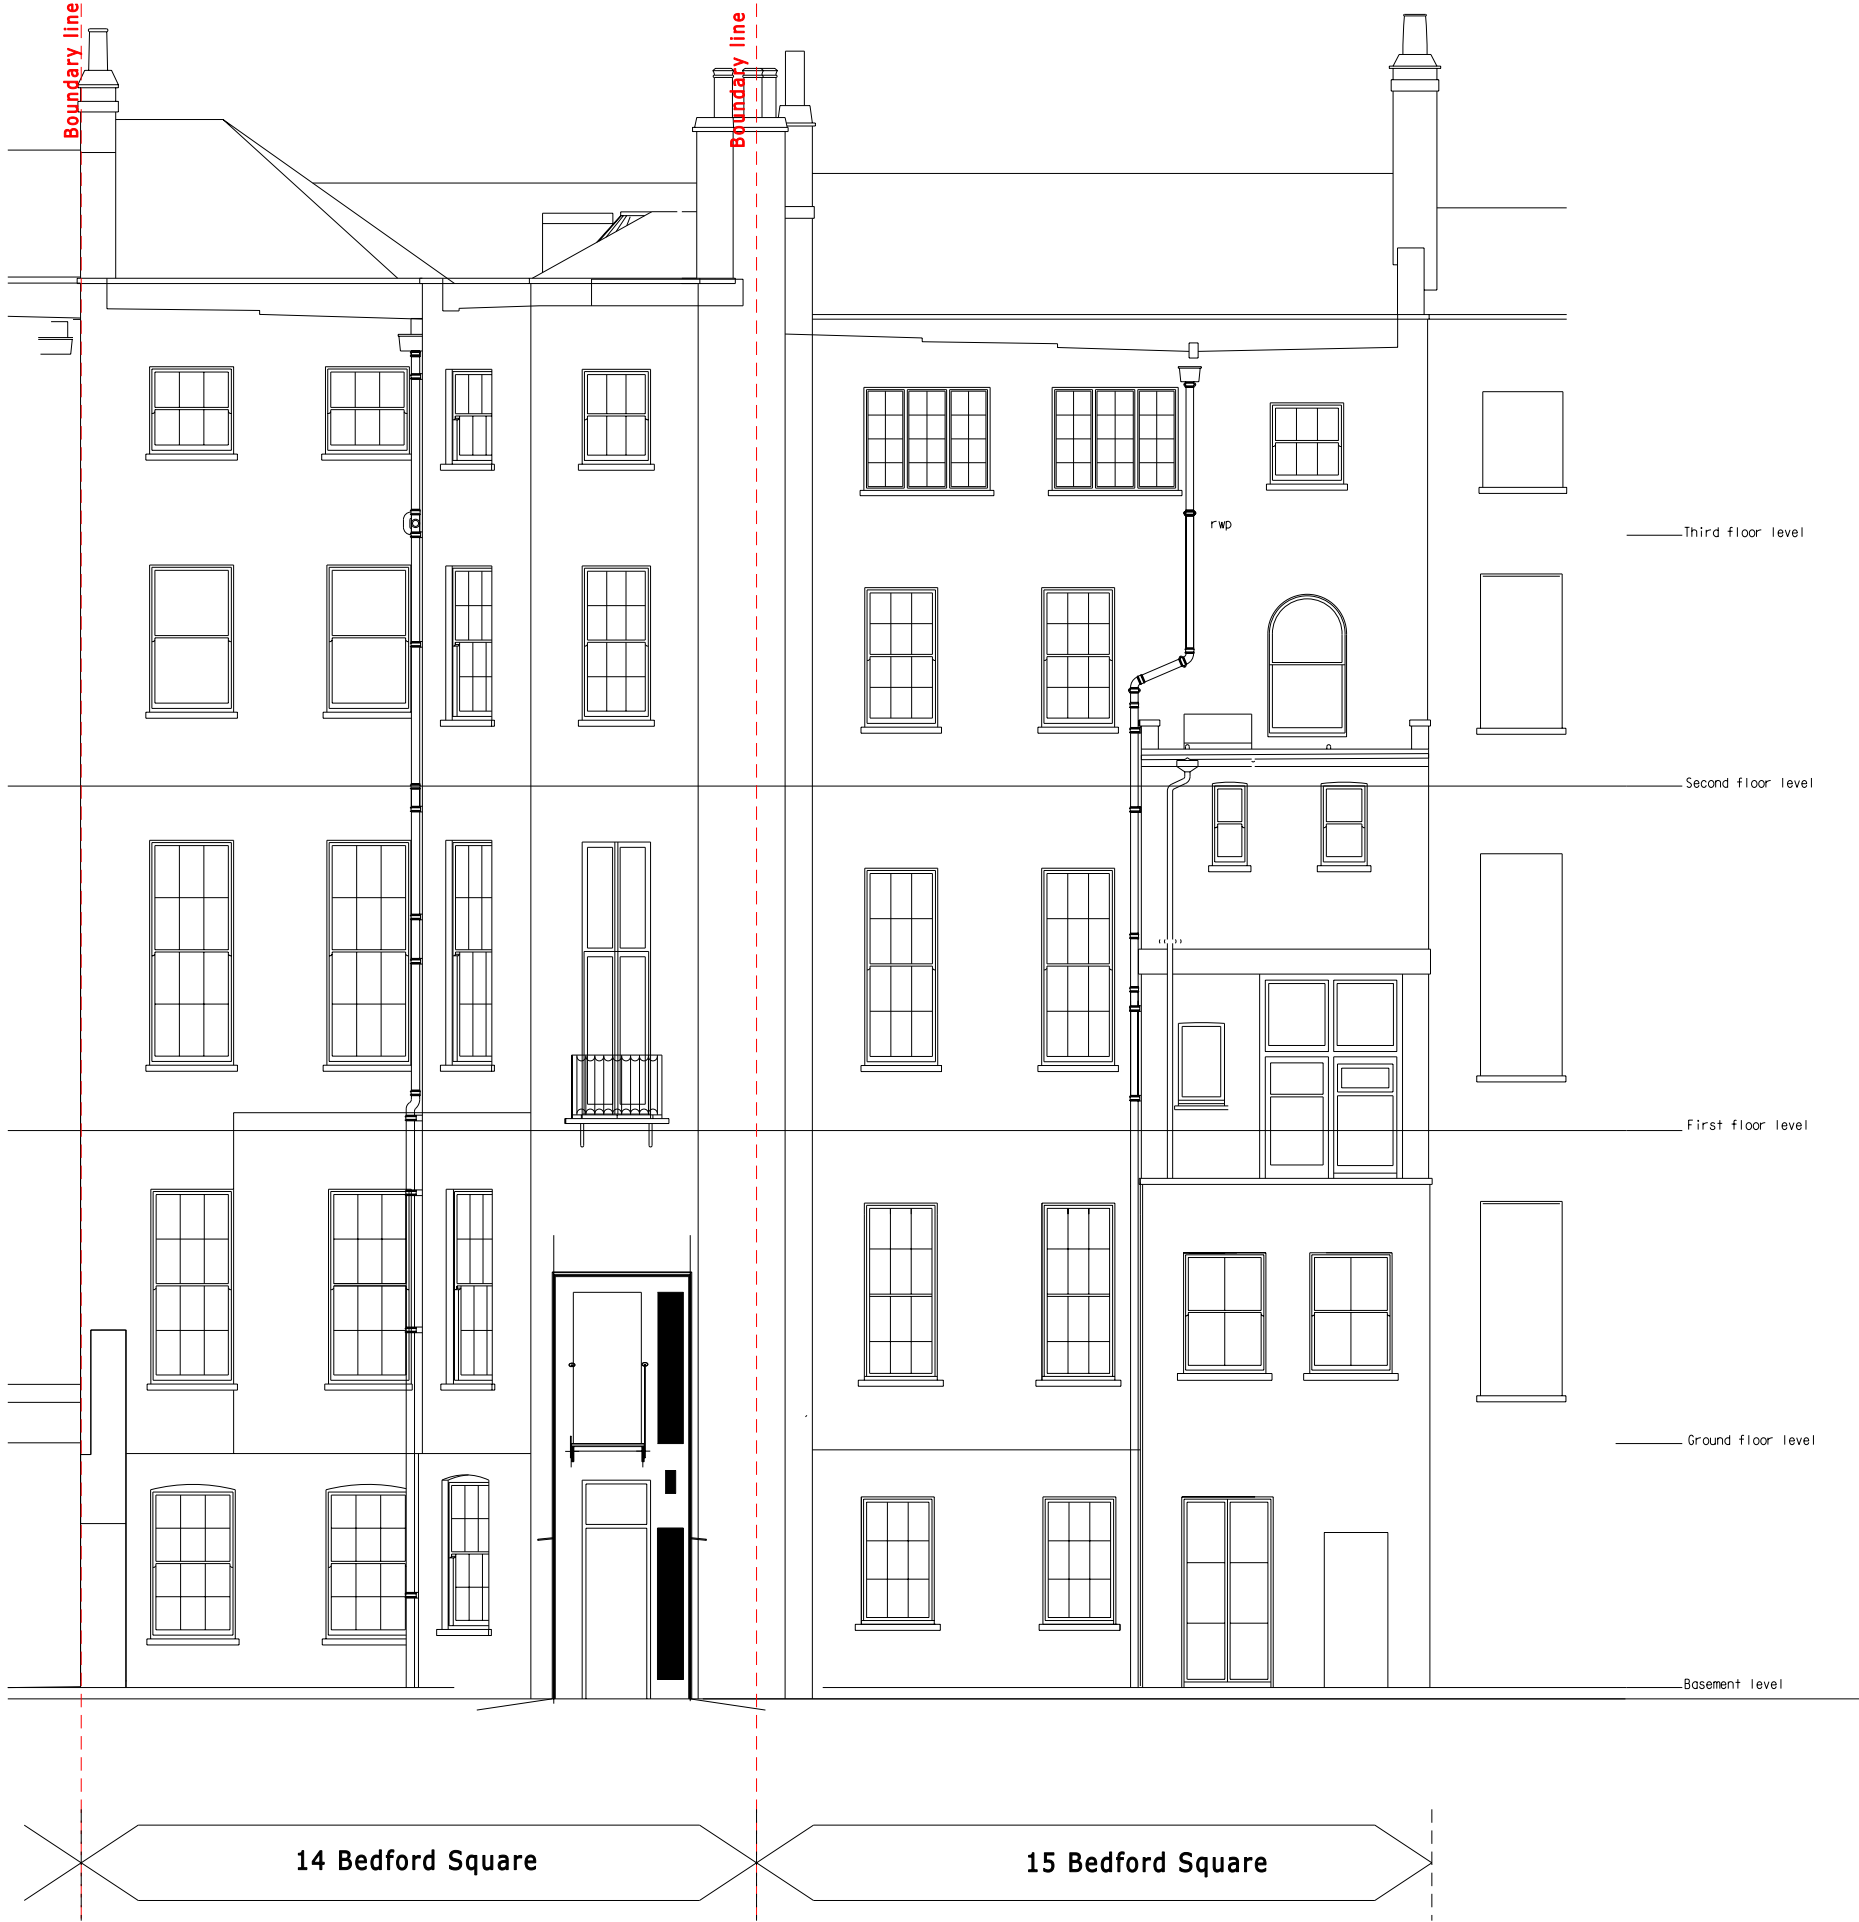 Boundary line
Boundary line
rwp
Third floor level
Second floor level
First floor level
Ground floor level
Basement level
14 Bedford Square
15 Bedford Square